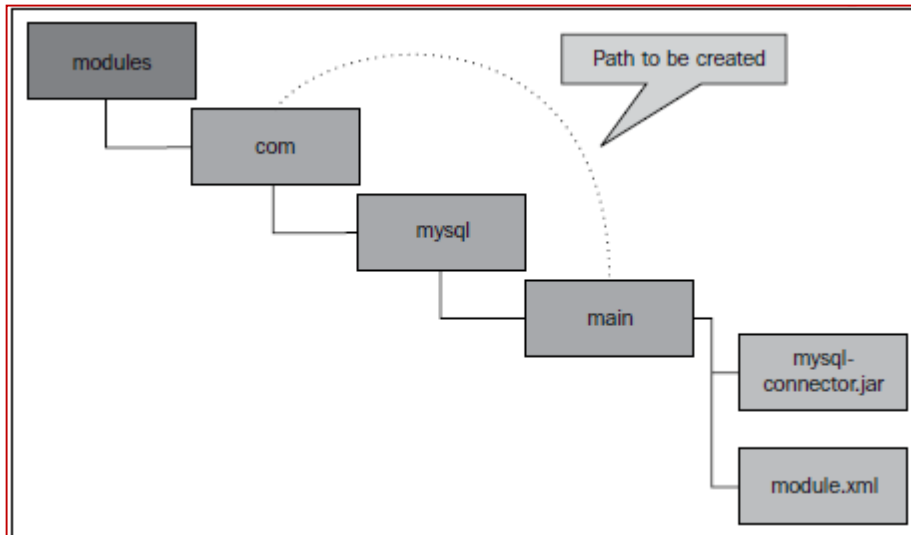 modules
Path to be created
com
mysql
main
mysql-
connector.jar
module.xml